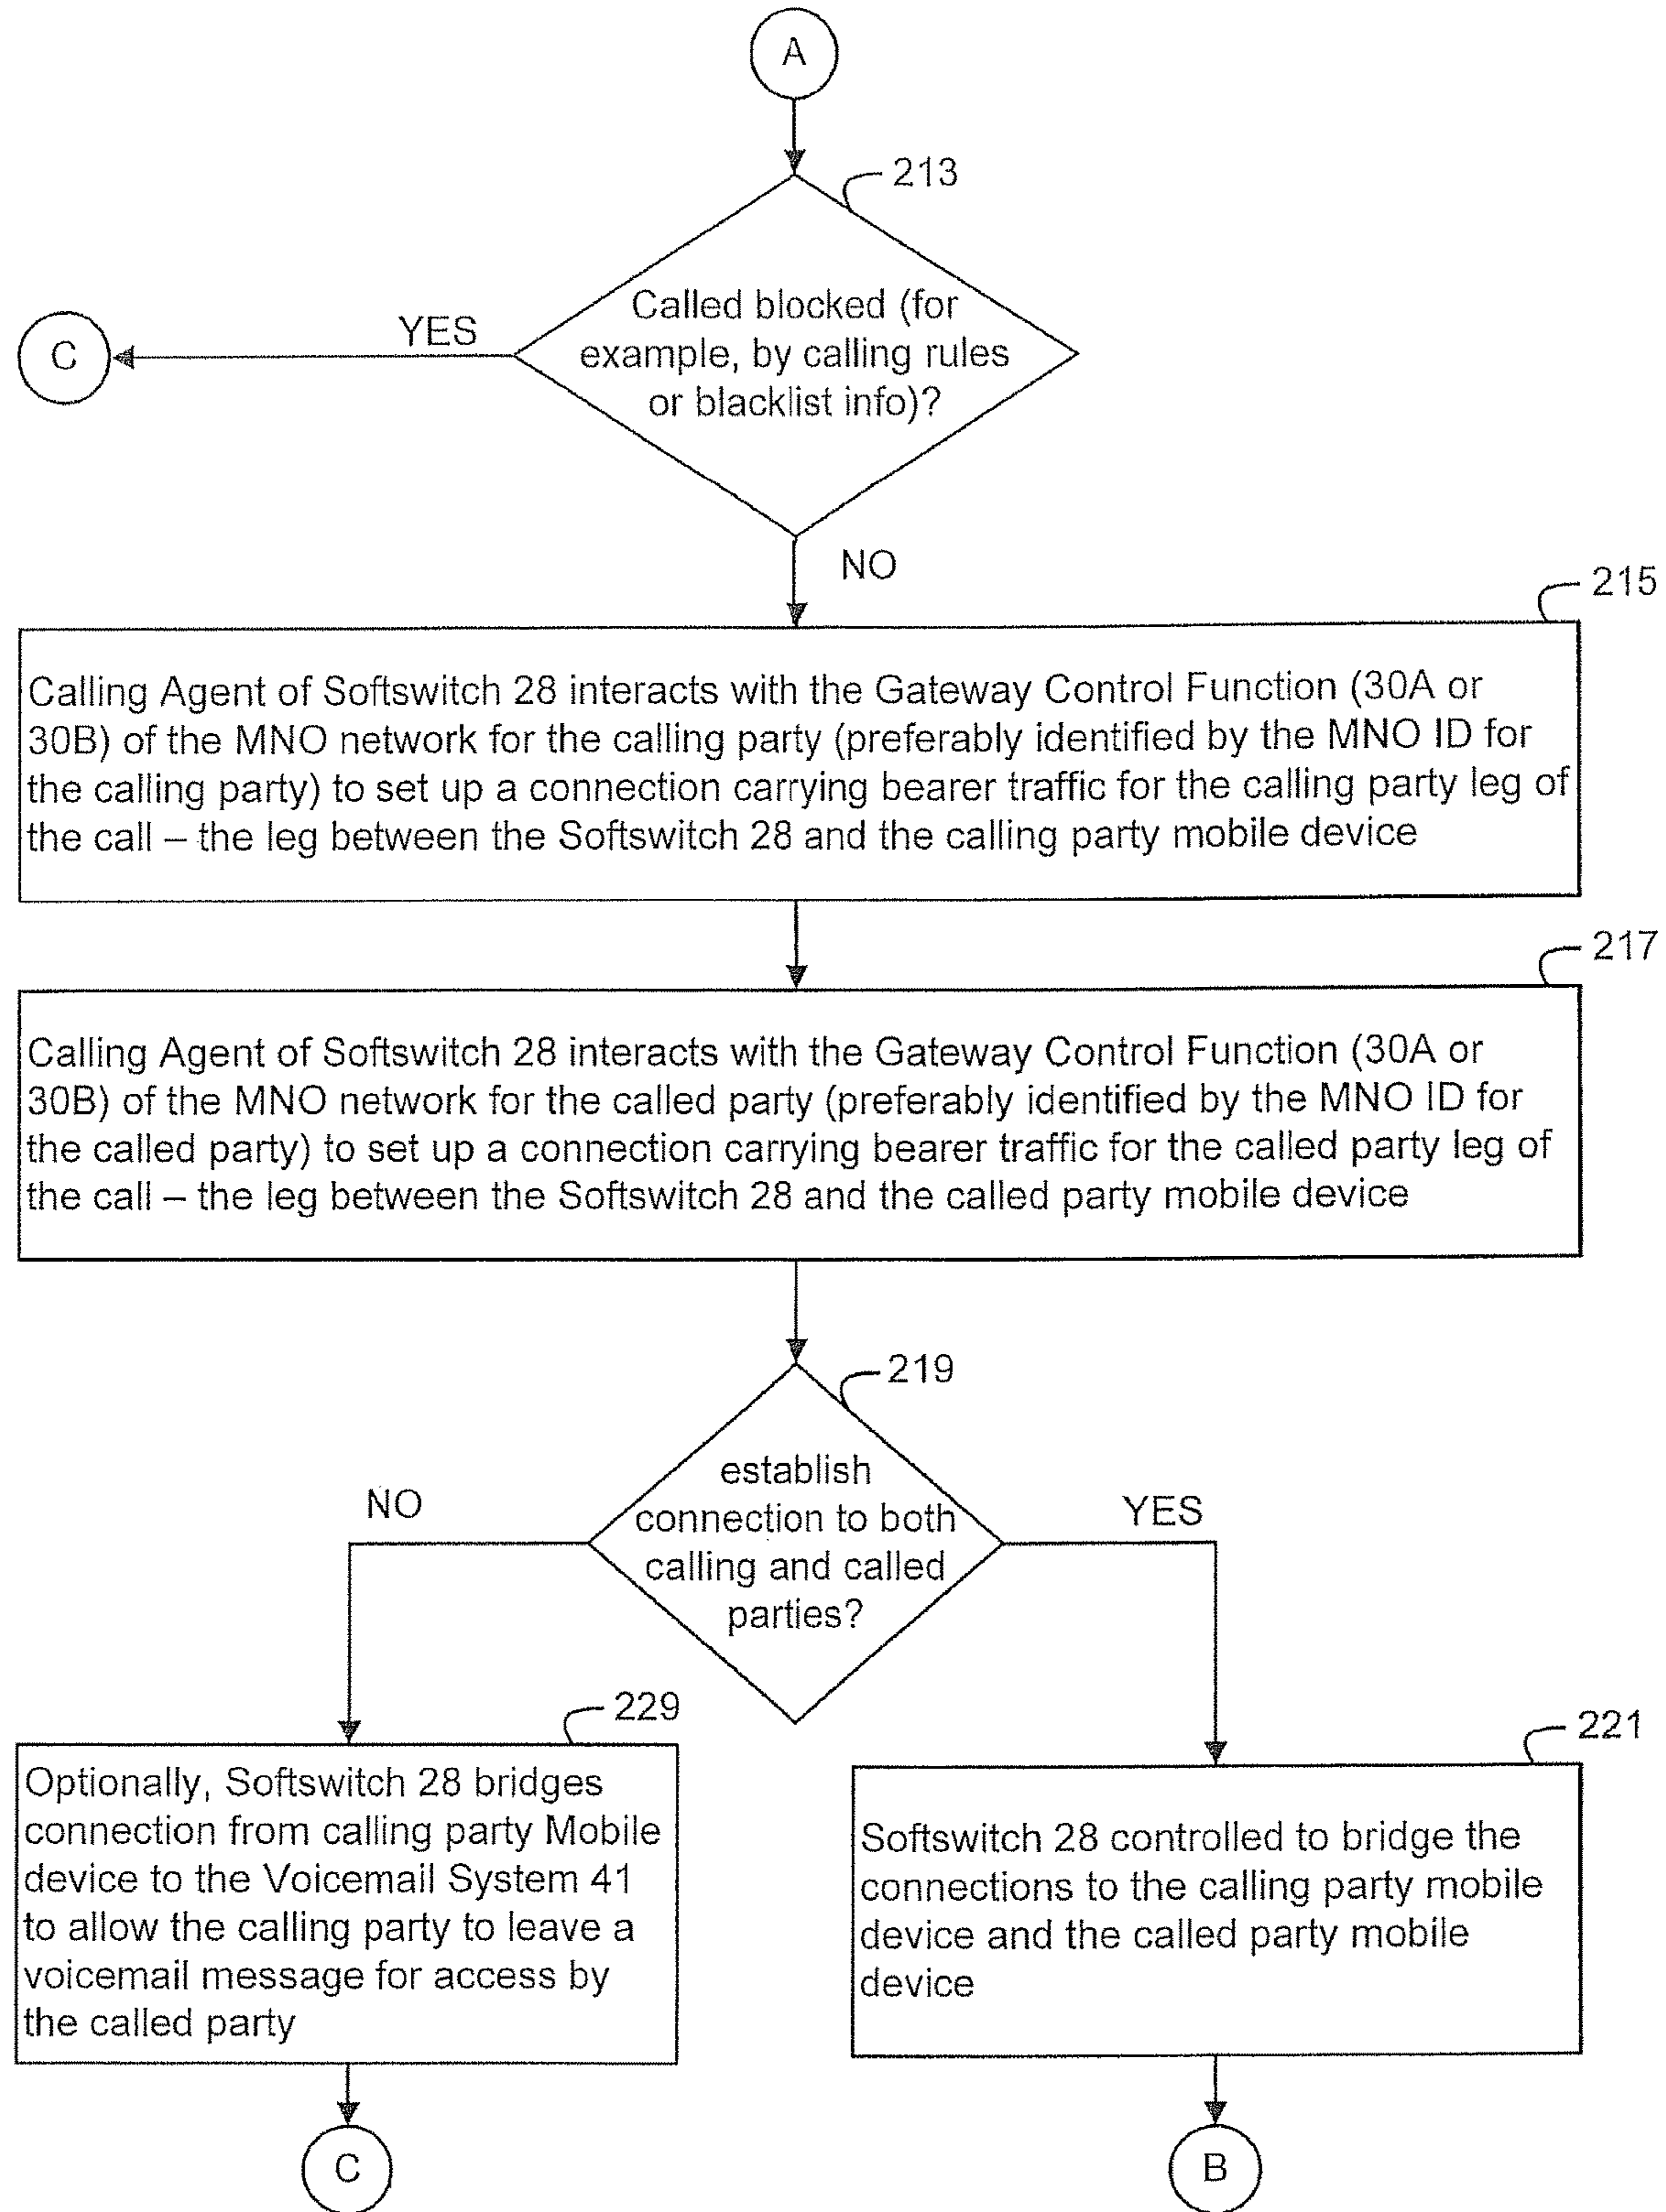 A
213
Called blocked (for
example, by calling rules
or blacklist info)?
YES
C
NO
215
Calling Agent of Softswitch 28 interacts with the Gateway Control Function (30A or
30B) of the MNO network for the calling party (preferably identified by the MNO ID for
the calling party) to set up a connection carrying bearer traffic for the calling party leg of
the call – the leg between the Softswitch 28 and the calling party mobile device
217
Calling Agent of Softswitch 28 interacts with the Gateway Control Function (30A or
30B) of the MNO network for the called party (preferably identified by the MNO ID for
the called party) to set up a connection carrying bearer traffic for the called party leg of
the call – the leg between the Softswitch 28 and the called party mobile device
219
establish
connection to both
calling and called
parties?
NO
YES
229
Optionally, Softswitch 28 bridges
connection from calling party Mobile
device to the Voicemail System 41
to allow the calling party to leave a
voicemail message for access by
the called party
221
Softswitch 28 controlled to bridge the
connections to the calling party mobile
device and the called party mobile
device
C
B